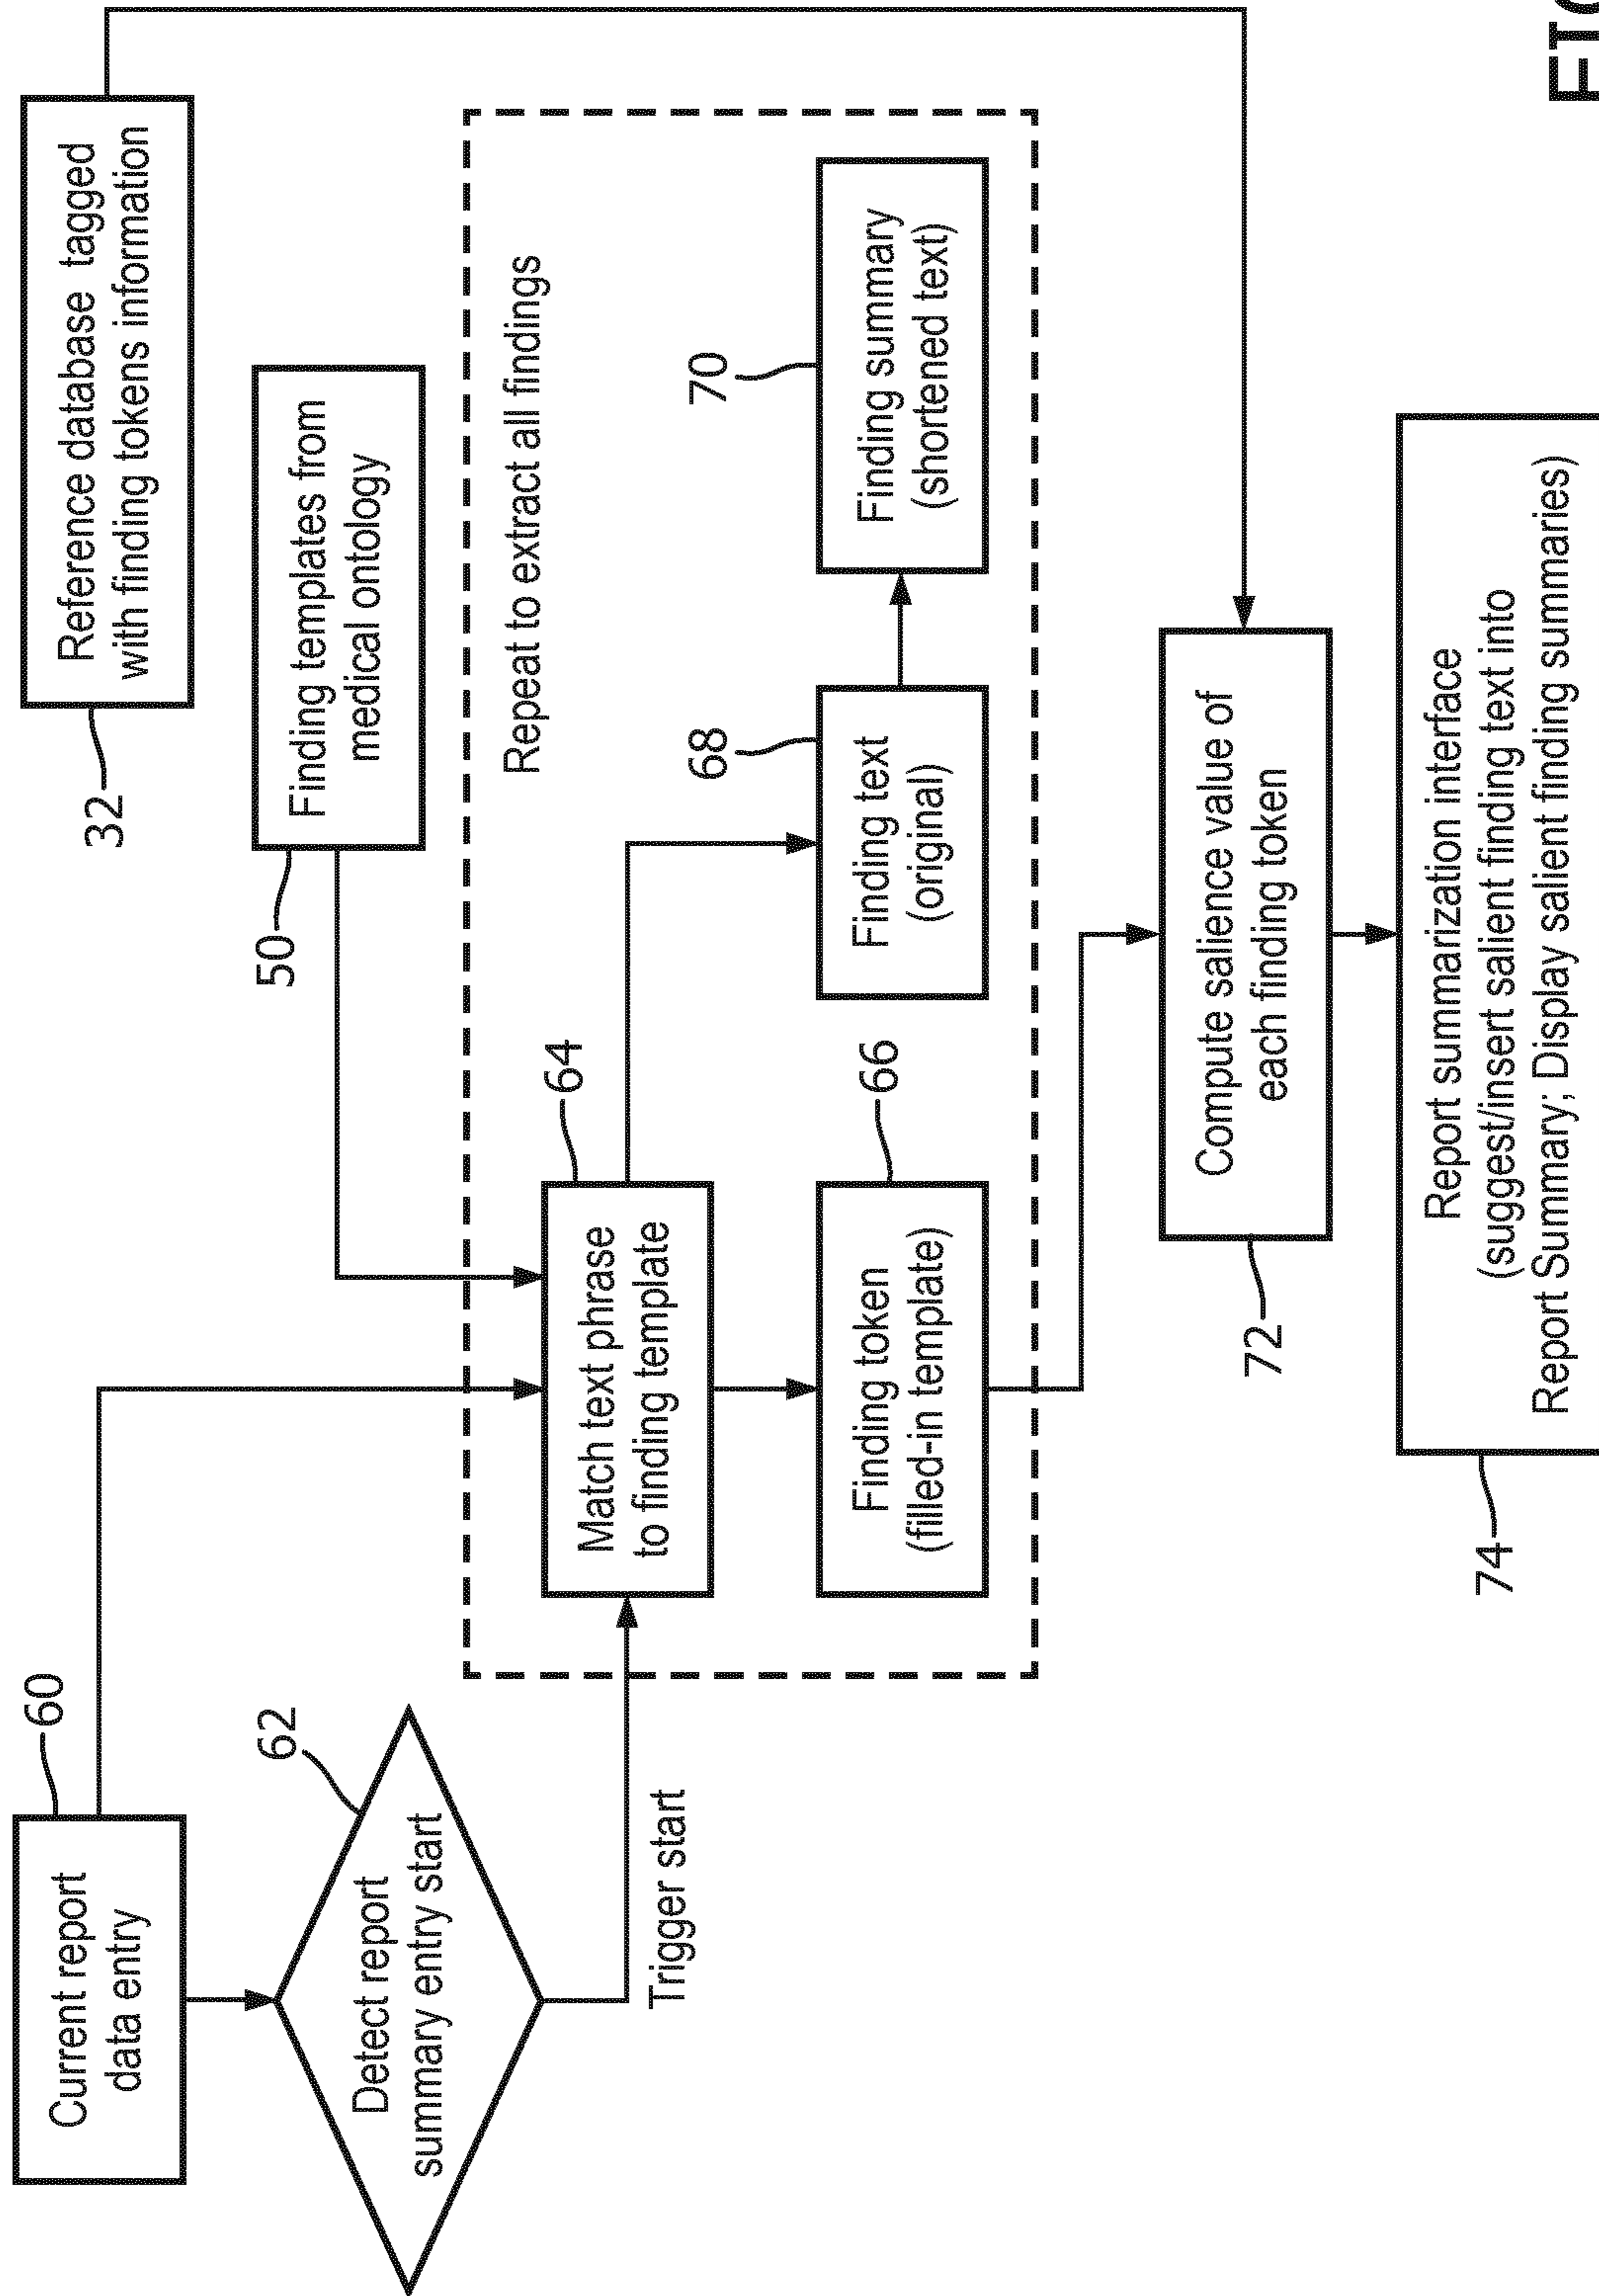 Current report
data entry
60
Detect report
summary entry start
62
Trigger start
Reference database tagged
with finding tokens information
32
Finding templates from
medical ontology
50
Repeat to extract all findings
Match text phrase
to finding template
64
Finding token
(filled-in template)
66
Finding text
(original)
68
Finding summary
(shortened text)
70
Compute salience value of
each finding token
72
Report summarization interface
(suggest/insert salient finding text into
Report Summary; Display salient finding summaries)
74